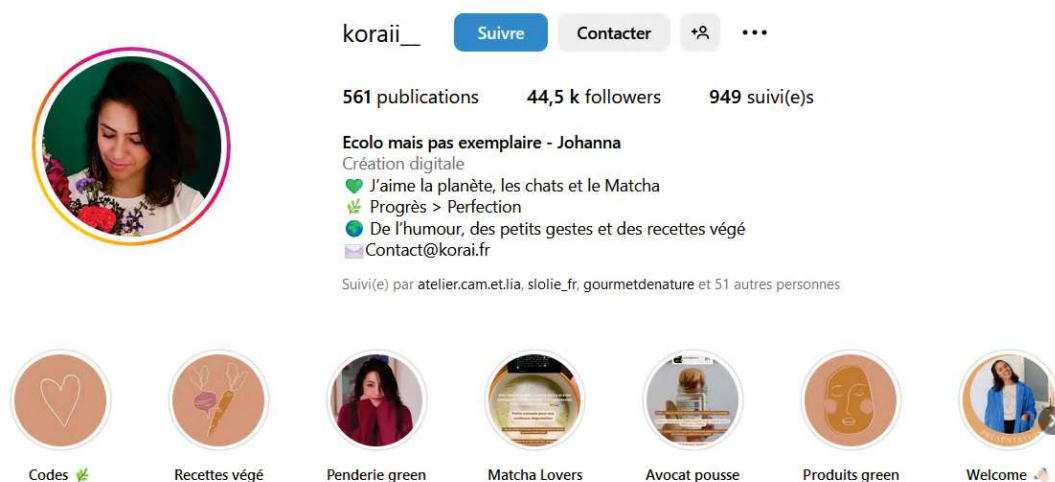 koraii__ Suivre Contacter
561 publications 44,5 k followers 949 suivi(e)s
Ecolo mais pas exemplaire - Johanna
Création digitale
💚 J'aime la planète, les chats et le Matcha
🌿 Progrès > Perfection
🌍 De l'humour, des petits gestes et des recettes végé
✉️Contact@korai.fr
Suivi(e) par atelier.cam.et.lia, slolie_fr, gourmetdenature et 51 autres personnes
PRÉSENTATION
Codes 🌿 Recettes végé Penderie green Matcha Lovers Avocat pousse Produits green Welcome 👋🏻